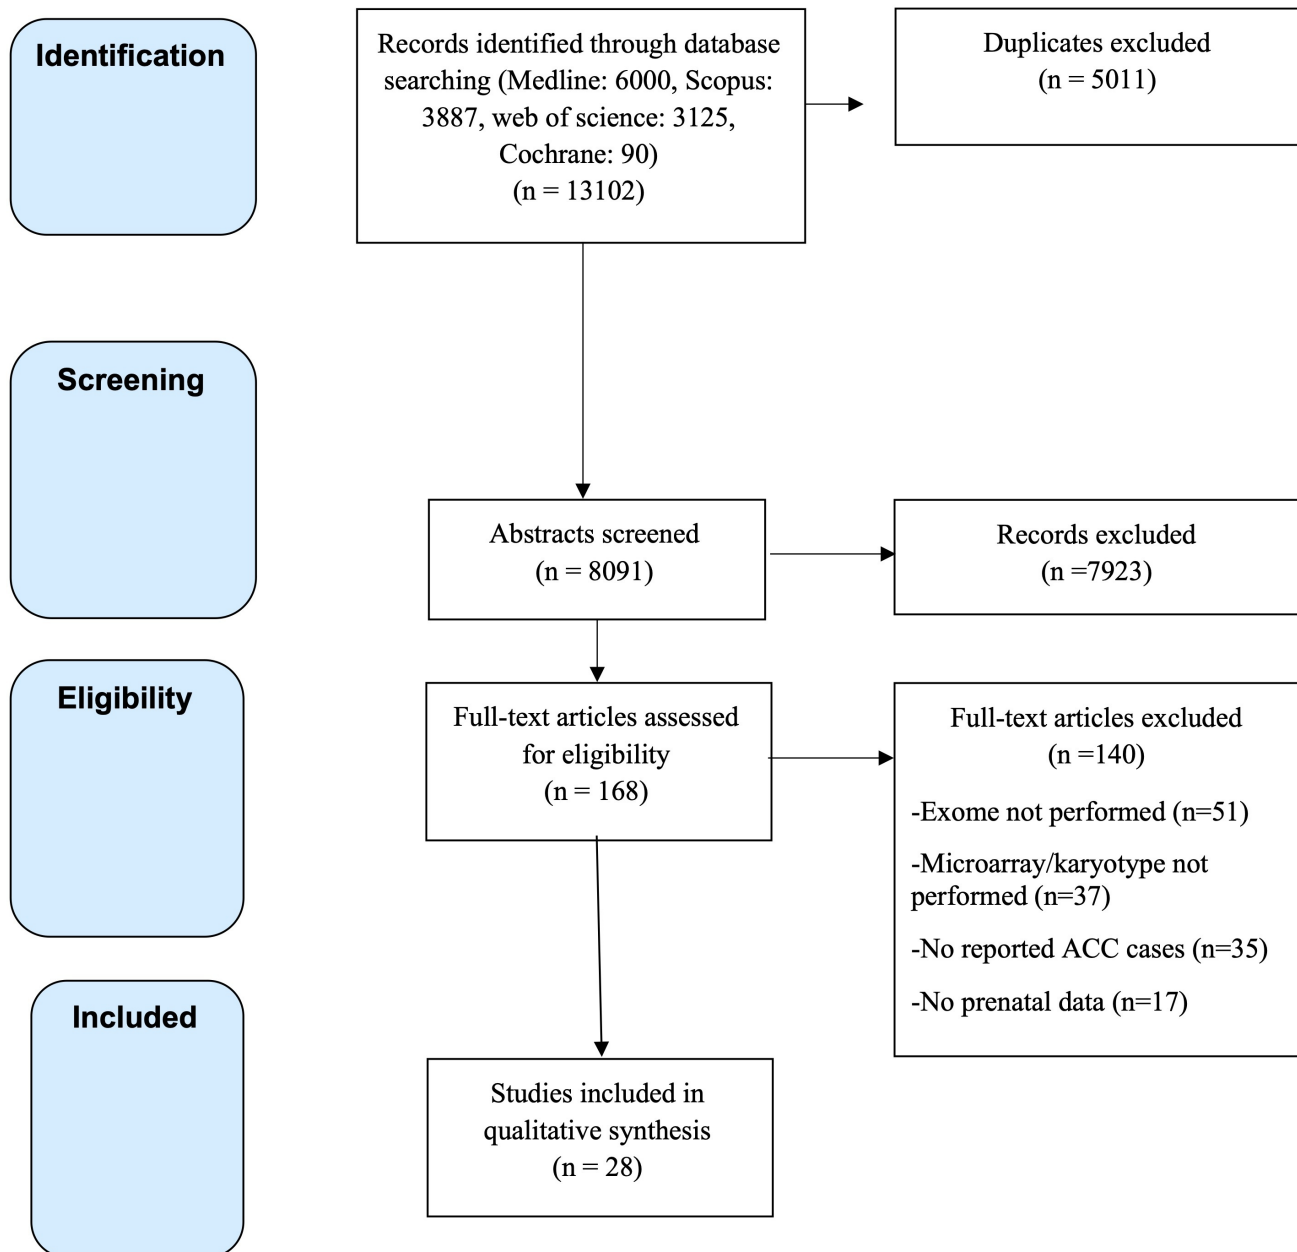 Identification
Records identified through database
searching (Medline: 6000, Scopus:
3887, web of science: 3125,
Cochrane: 90)
(n = 13102)
Duplicates excluded
(n = 5011)
Screening
Abstracts screened
(n = 8091)
Records excluded
(n =7923)
Eligibility
Full-text articles assessed
for eligibility
(n = 168)
Full-text articles excluded
(n =140)
-Exome not performed (n=51)
-Microarray/karyotype not
performed (n=37)
-No reported ACC cases (n=35)
-No prenatal data (n=17)
Included
Studies included in
qualitative synthesis
(n = 28)